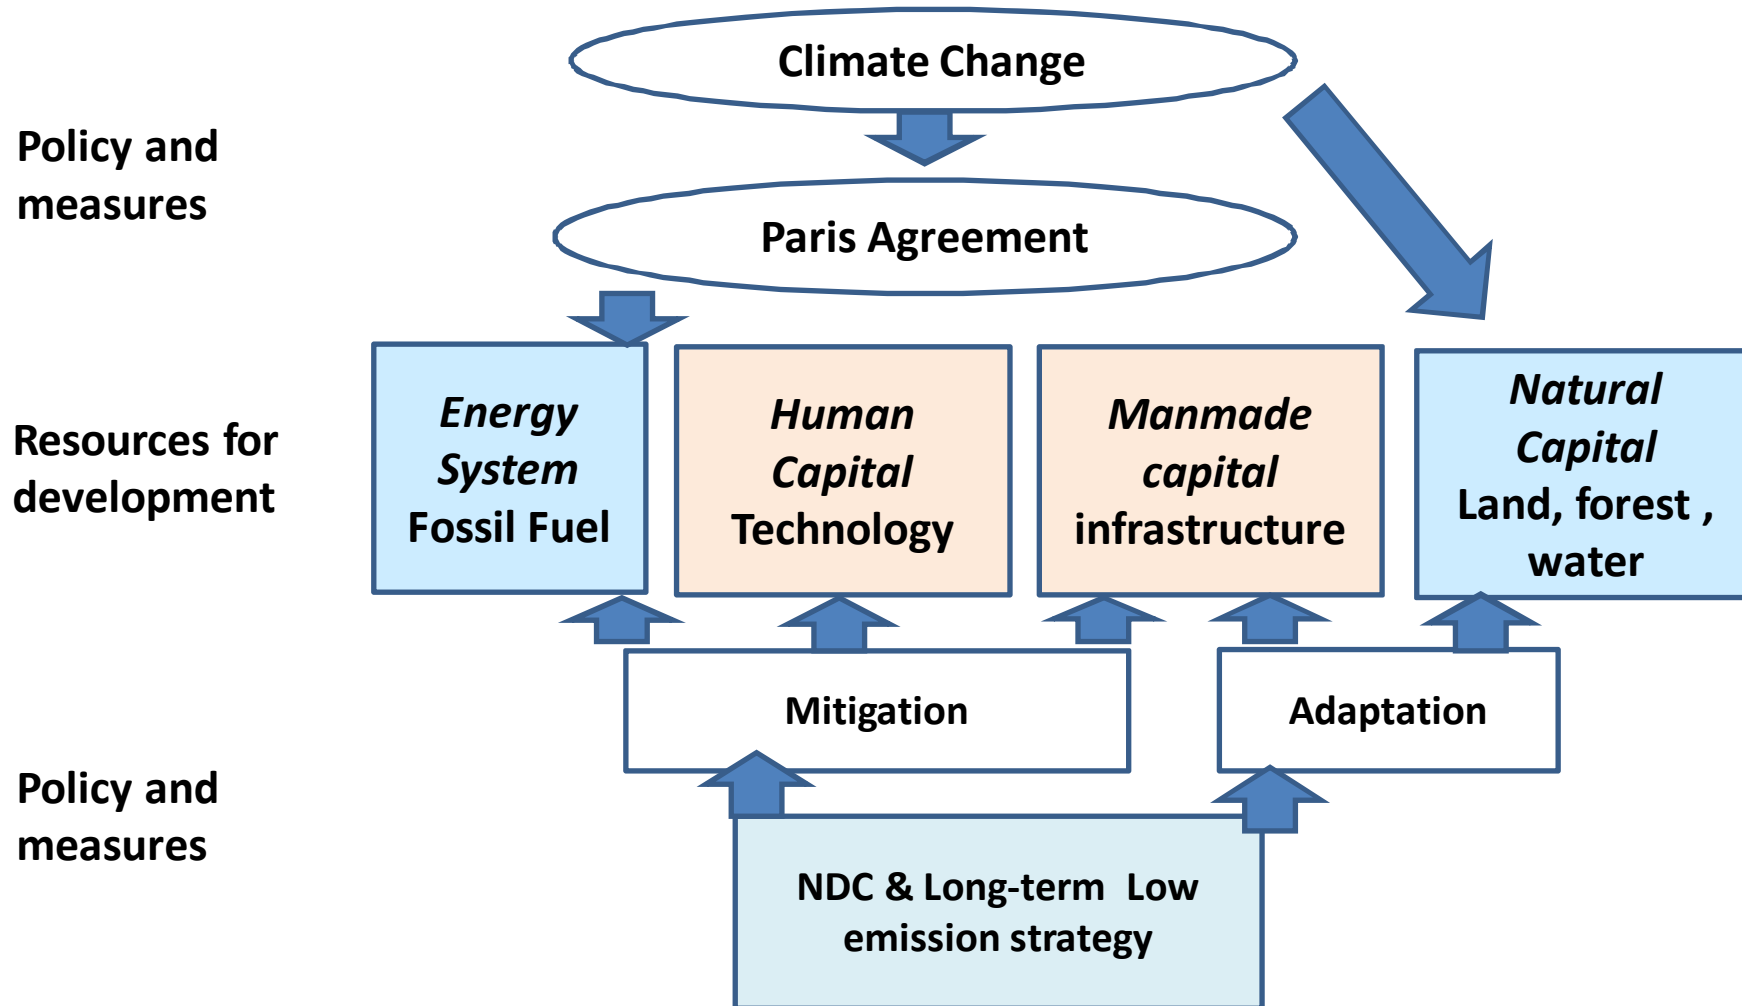 Climate Change
Policy and
measures
Paris Agreement
Resources for
development
Energy
System
Fossil Fuel
Human
Capital
Technology
Manmade
capital
infrastructure
Natural
Capital
Land, forest ,
water
Mitigation
Adaptation
Policy and
measures
NDC & Long-term  Low
emission strategy